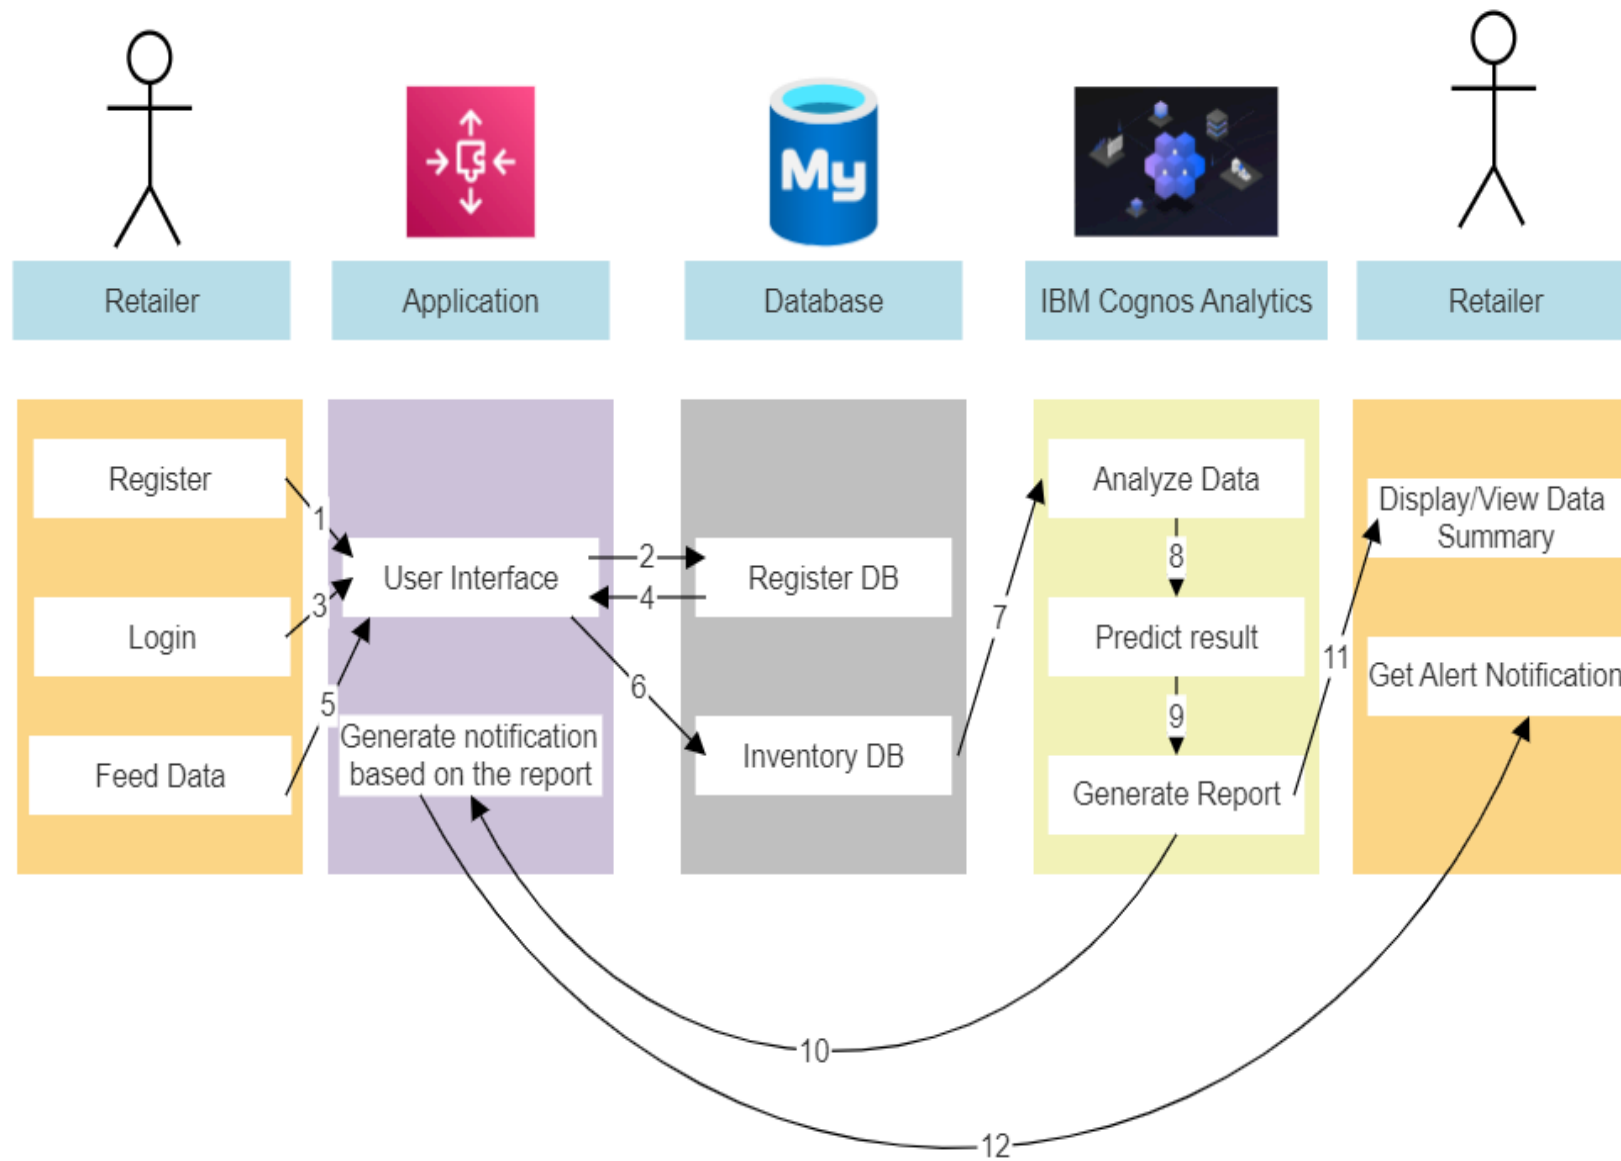 My
Retailer
Application
Database
IBM Cognos Analytics
Retailer
Register
Login
Feed Data
1
3
5
User Interface
Generate notification
based on the report
2
4
6
Register DB
Inventory DB
7
Analyze Data
8
Predict result
9
Generate Report
11
Display/View Data
Summary
Get Alert Notification
10
12